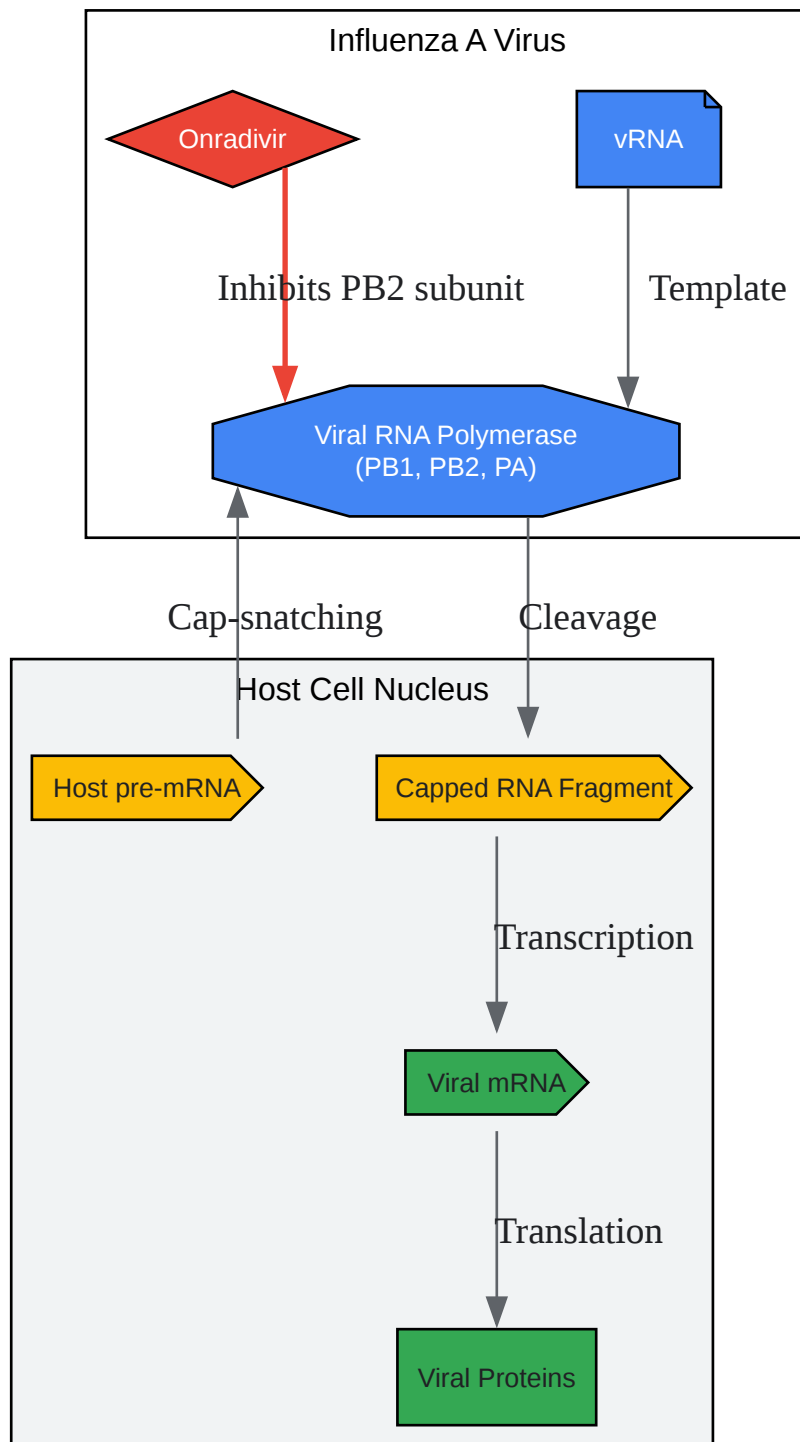 Influenza A Virus
Onradivir
vRNA
Inhibits PB2 subunit
Template
Viral RNA Polymerase
(PB1, PB2, PA)
Cap-snatching
Cleavage
Host Cell Nucleus
Host pre-mRNA
Capped RNA Fragment
Transcription
Viral mRNA
Translation
Viral Proteins